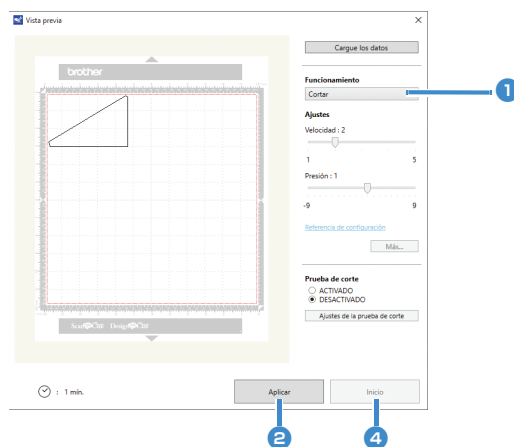 Vista previa
Cargue los datos
brother
Funcionamiento
Cortar
1
Ajustes
Velocidad : 2
1 5
Presión : 1
-9 9
Referencia de configuración
Más...
Prueba de corte
ACTIVADO
DESACTIVADO
Ajustes de la prueba de corte
ScanNCut DesignNCut
: 1 min.
Aplicar
Inicio
2
4